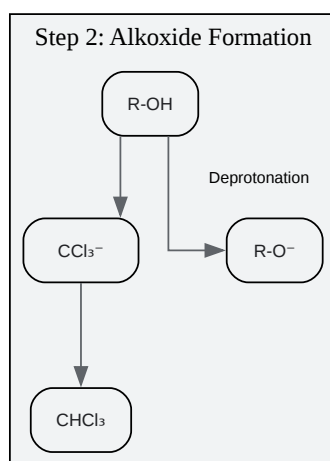 Step 2: Alkoxide Formation
R-OH
Deprotonation
CCl₃⁻
R-O⁻
CHCl₃